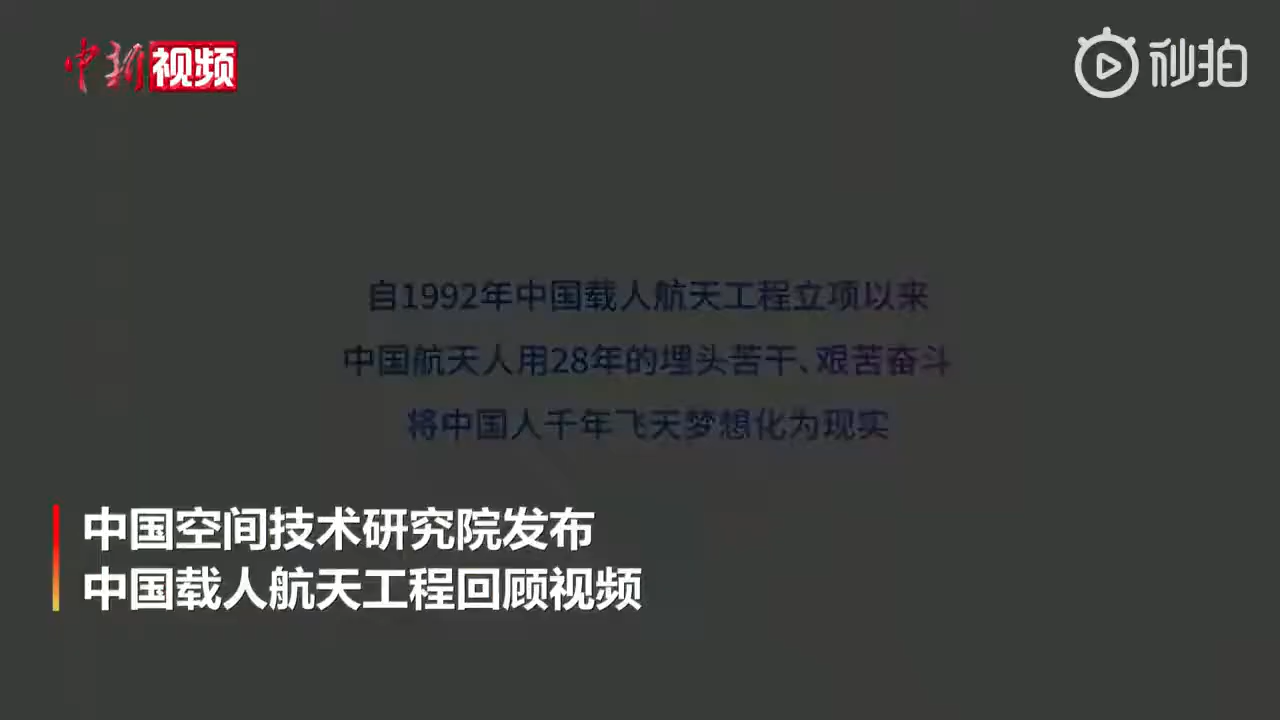 中新视频
秒拍
自1992年中国载人航天工程立项以来
中国航天人用28年的埋头苦干、艰苦奋斗
将中国人千年飞天梦想化为现实
中国空间技术研究院发布
中国载人航天工程回顾视频